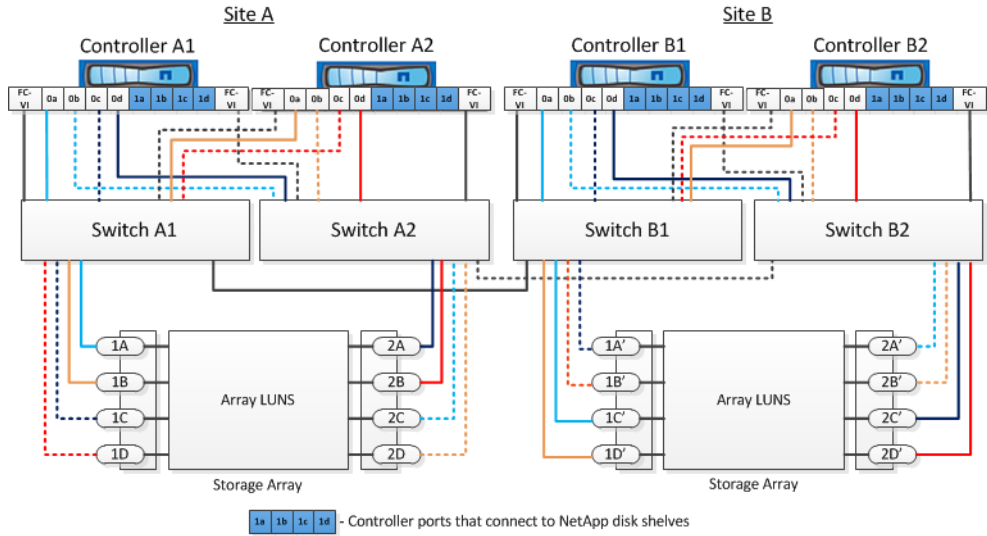 Site A
Site B
Controller A1
Controller A2
Controller B1
Controller B2
FC-VI 0a 0b 0c 0d 1a 1b 1c 1d FC-VI
FC-VI 0a 0b 0c 0d 1a 1b 1c 1d FC-VI
FC-VI 0a 0b 0c 0d 1a 1b 1c 1d FC-VI
FC-VI 0a 0b 0c 0d 1a 1b 1c 1d FC-VI
Switch A1
Switch A2
Switch B1
Switch B2
1A
1B
1C
1D
Array LUNS
2A
2B
2C
2D
Storage Array
1A'
1B'
1C'
1D'
Array LUNS
2A'
2B'
2C'
2D'
Storage Array
1a 1b 1c 1d - Controller ports that connect to NetApp disk shelves